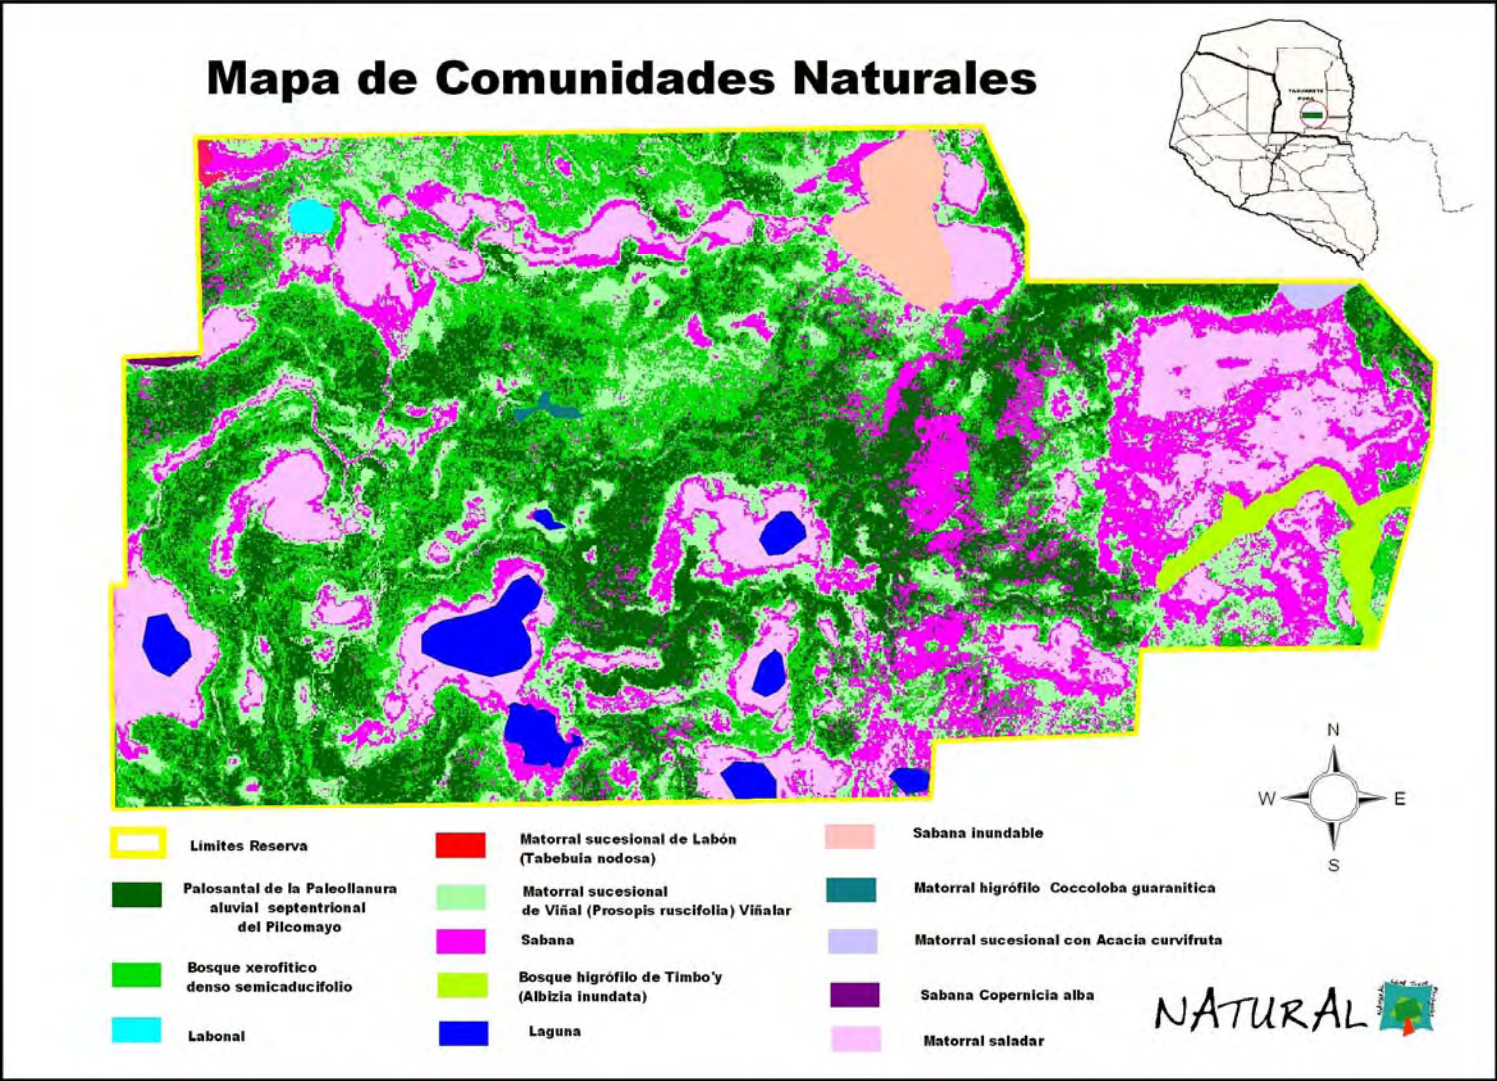 Mapa de Comunidades Naturales
N
W
E
S
Límites Reserva
Palosantal de la Paleollanura
aluvial septentrional
del Pilcomayo
Bosque xerofítico
denso semicaducifolio
Labonal
Matorral sucesional de Labón
(Tabebuia nodosa)
Matorral sucesional
de Viñal (Prosopis ruscifolia) Viñalar
Sabana
Bosque higrófilo de Timbo'y
(Albizia inundata)
Laguna
Sabana inundable
Matorral higrófilo Coccoloba guaranitica
Matorral sucesional con Acacia curvifruta
Sabana Copernicia alba
Matorral saladar
NATURAL